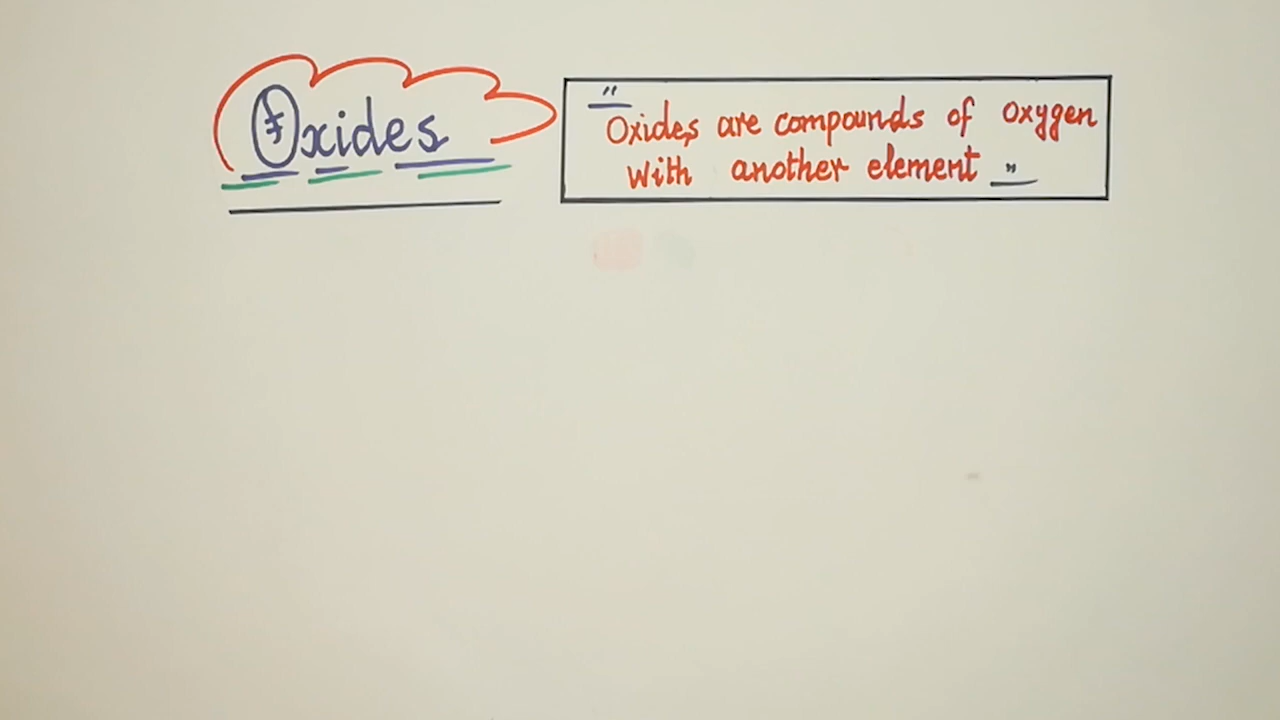 Oxides
" Oxides are compounds of oxygen
with another element "